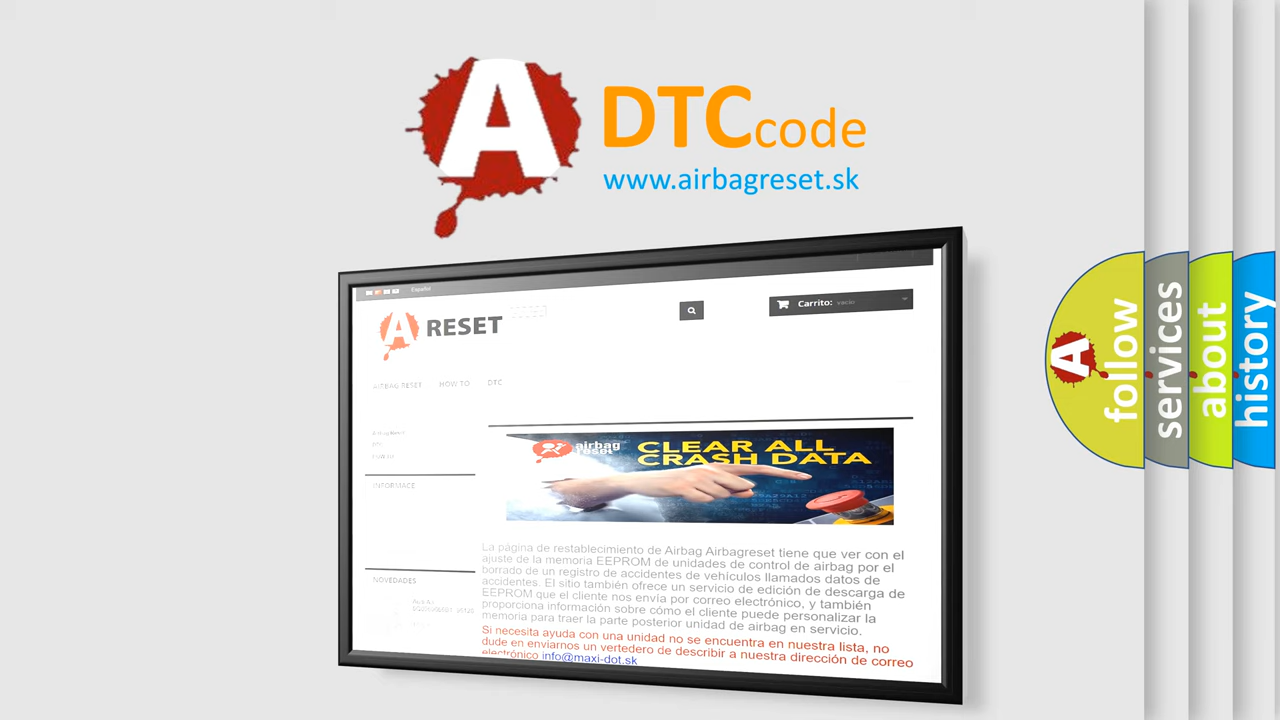 A
DTCcode
www.airbagreset.sk
Español
A RESET
Carrito: vacío
AIRBAG RESET HOW TO DTC
INFORMACE
NOVEDADES
airbag
reset
CLEAR ALL
CRASH DATA
La página de restablecimiento de Airbag Airbagreset tiene que ver con el
ajuste de la memoria EEPROM de unidades de control de airbag por el
borrado de un registro de accidentes de vehículos llamados datos de
accidentes. El sitio también ofrece un servicio de edición de descarga de
EEPROM que el cliente nos envía por correo electrónico, y también
proporciona información sobre cómo el cliente puede personalizar la
memoria para traer la parte posterior unidad de airbag en servicio.
Si necesita ayuda con una unidad no se encuentra en nuestra lista, no
dude en enviarnos un vertedero de describir a nuestra dirección de correo
electrónico info@maxi-dot.sk
A
follow
services
about
history